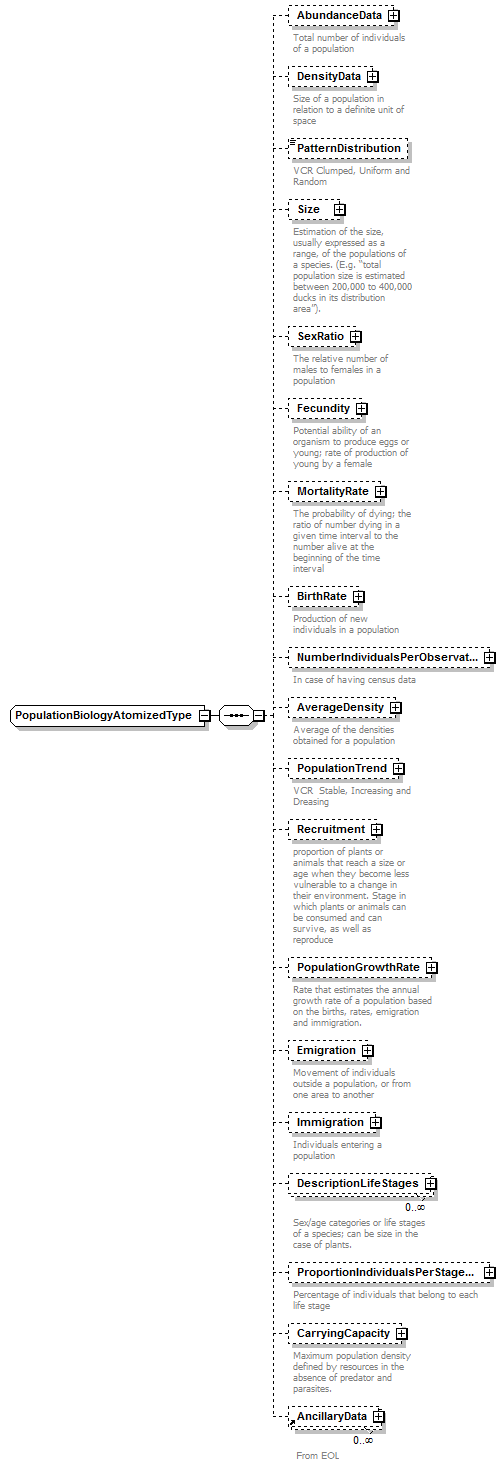 AbundanceData
Total number of individuals
of a population
DensityData
Size of a population in
relation to a definite unit of
space
PatternDistribution
VCR Clumped, Uniform and
Random
Size
Estimation of the size,
usually expressed as a
range, of the populations of
a species. (E.g. "total
population size is estimated
between 200,000 to 400,000
ducks in its distribution
area").
SexRatio
The relative number of
males to females in a
population
Fecundity
Potential ability of an
organism to produce eggs or
young; rate of production of
young by a female
MortalityRate
The probability of dying; the
ratio of number dying in a
given time interval to the
number alive at the
beginning of the time
interval
BirthRate
Production of new
individuals in a population
NumberIndividualsPerObservat...
In case of having census data
PopulationBiologyAtomizedType
AverageDensity
Average of the densities
obtained for a population
PopulationTrend
VCR  Stable, Increasing and
Dreasing
Recruitment
proportion of plants or
animals that reach a size or
age when they become less
vulnerable to a change in
their environment. Stage in
which plants or animals can
be consumed and can
survive, as well as
reproduce
PopulationGrowthRate
Rate that estimates the annual
growth rate of a population based
on the births, rates, emigration
and immigration.
Emigration
Movement of individuals
outside a population, or from
one area to another
Immigration
Individuals entering a
population
DescriptionLifeStages
0..∞
Sex/age categories or life stages
of a species; can be size in the
case of plants.
ProportionIndividualsPerStage...
Percentage of individuals that belong to each
life stage
CarryingCapacity
Maximum population density
defined by resources in the
absence of predator and
parasites.
AncillaryData
0..∞
From EOL